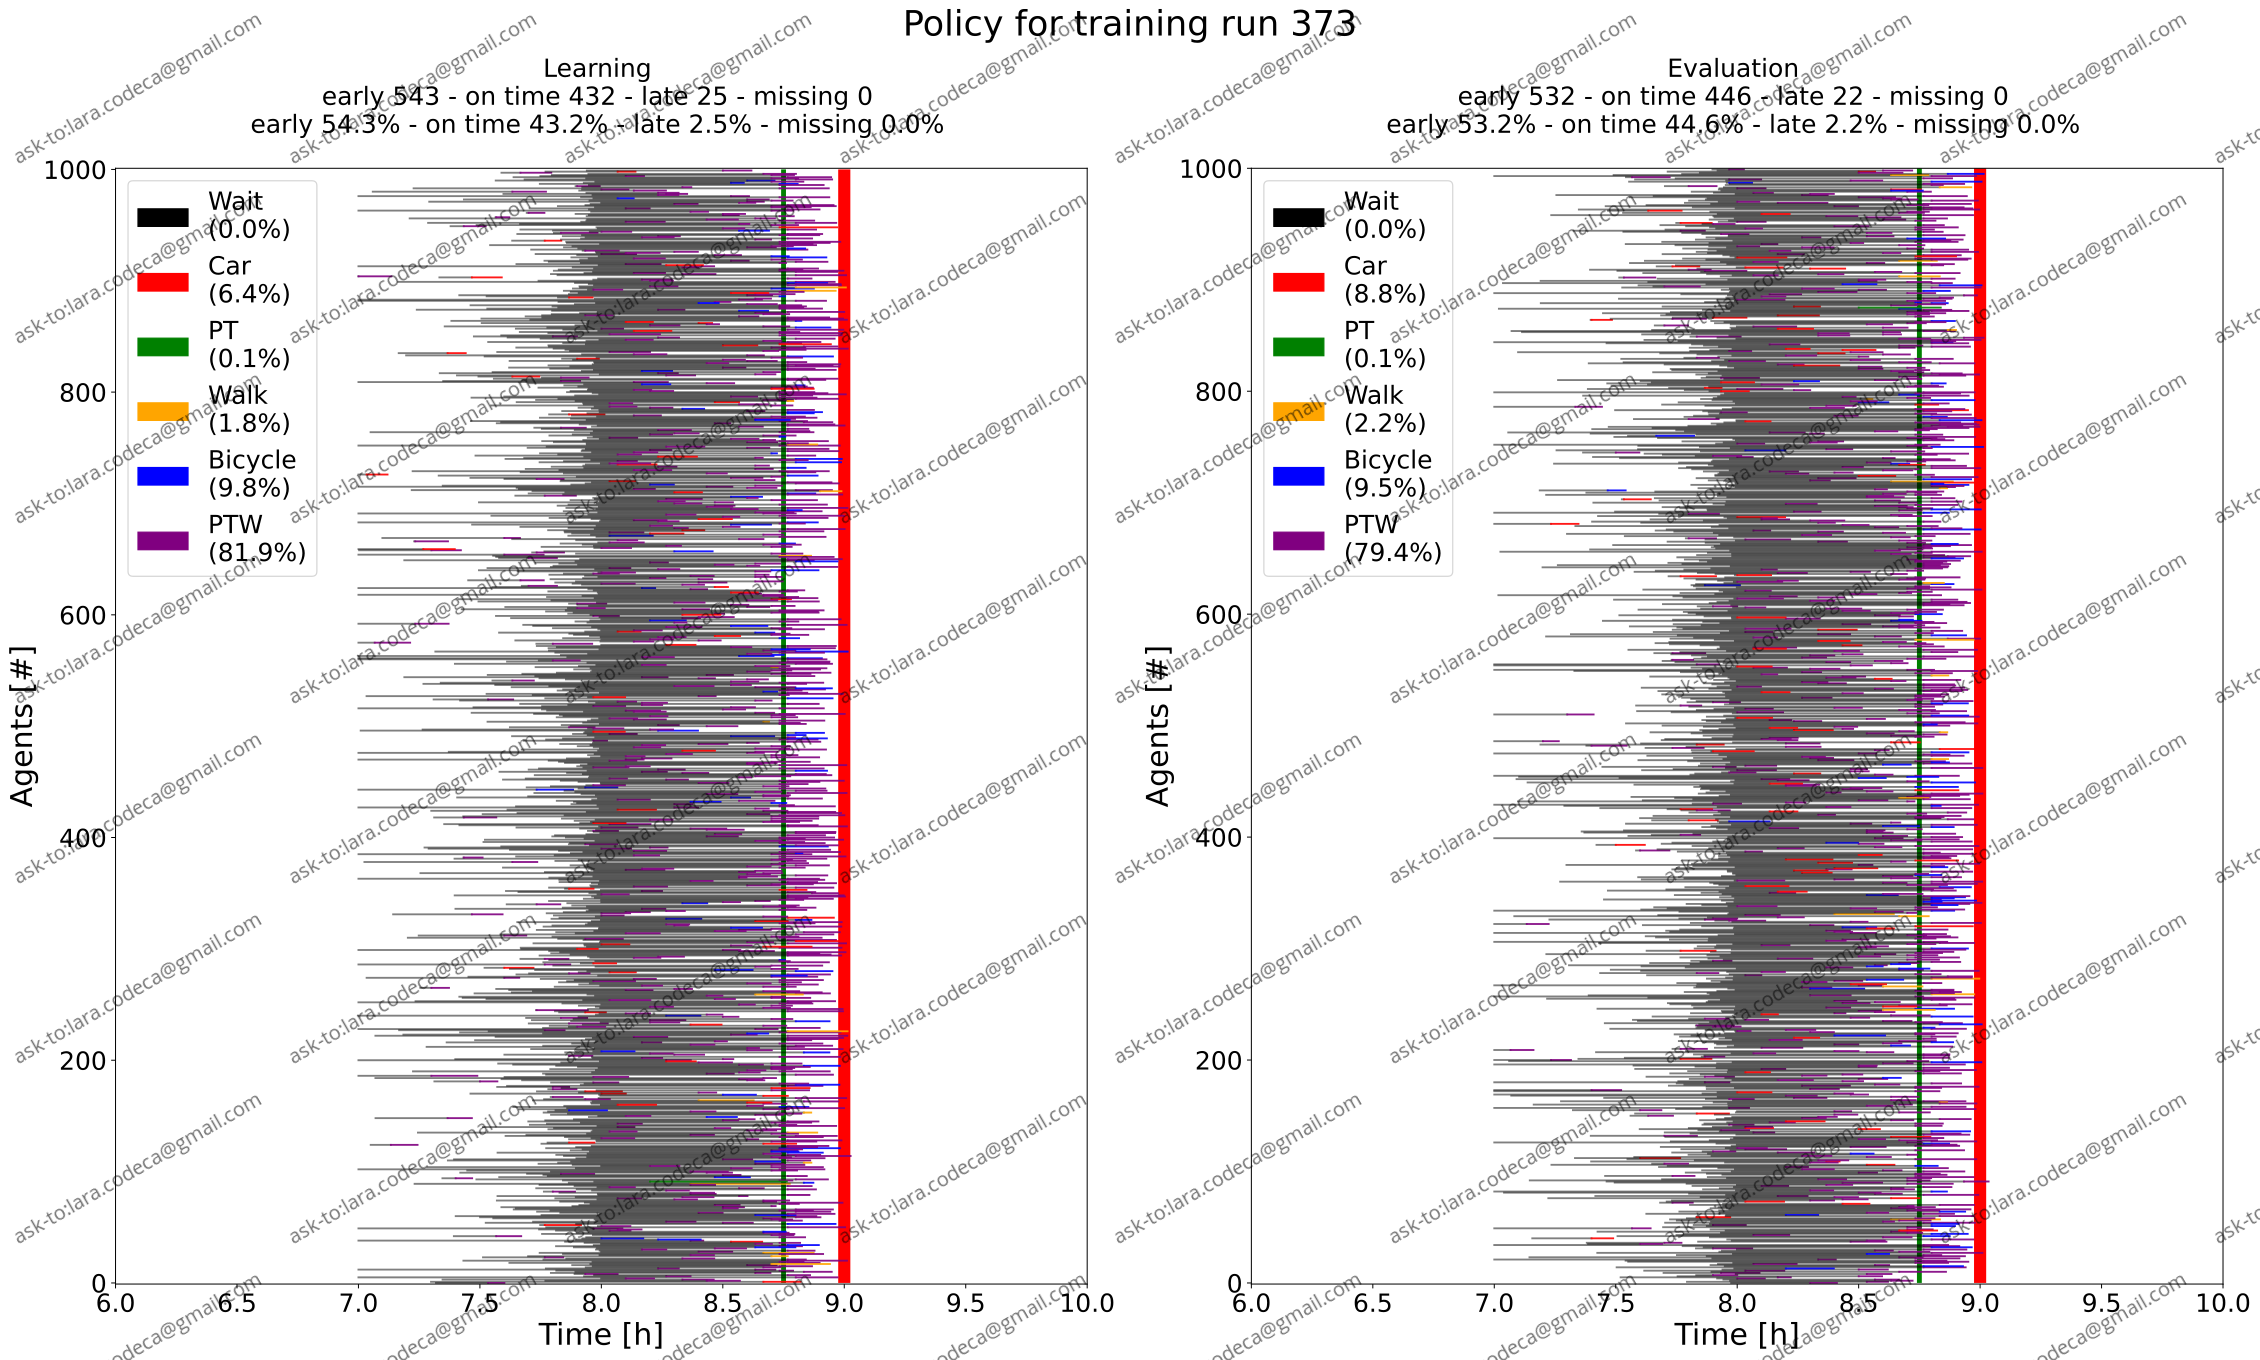 Policy for training run 373
Learning
early 543 - on time 432 - late 25 - missing 0
early 54.3% - on time 43.2% - late 2.5% - missing 0.0%
1000
800
600
400
200
0
Agents [#]
Wait
(0.0%)
Car
(6.4%)
PT
(0.1%)
Walk
(1.8%)
Bicycle
(9.8%)
PTW
(81.9%)
6.0 6.5 7.0 7.5 8.0 8.5 9.0 9.5 10.0
Time [h]
Evaluation
early 532 - on time 446 - late 22 - missing 0
early 53.2% - on time 44.6% - late 2.2% - missing 0.0%
1000
800
600
400
200
0
Agents [#]
Wait
(0.0%)
Car
(8.8%)
PT
(0.1%)
Walk
(2.2%)
Bicycle
(9.5%)
PTW
(79.4%)
6.0 6.5 7.0 7.5 8.0 8.5 9.0 9.5 10.0
Time [h]
ask-to:lara.codeca@gmail.com